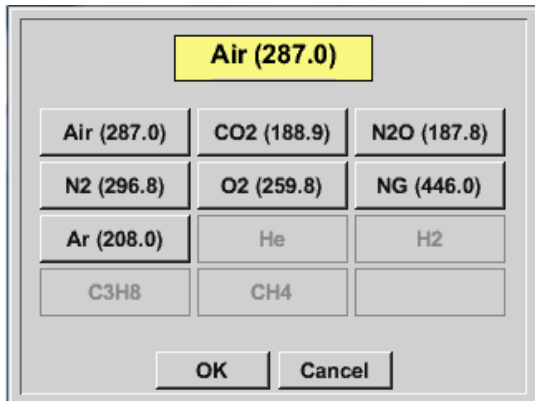 Air (287.0)
Air (287.0) CO2 (188.9) N2O (187.8)
N2 (296.8) O2 (259.8) NG (446.0)
Ar (208.0) He H2
C3H8 CH4
OK Cancel